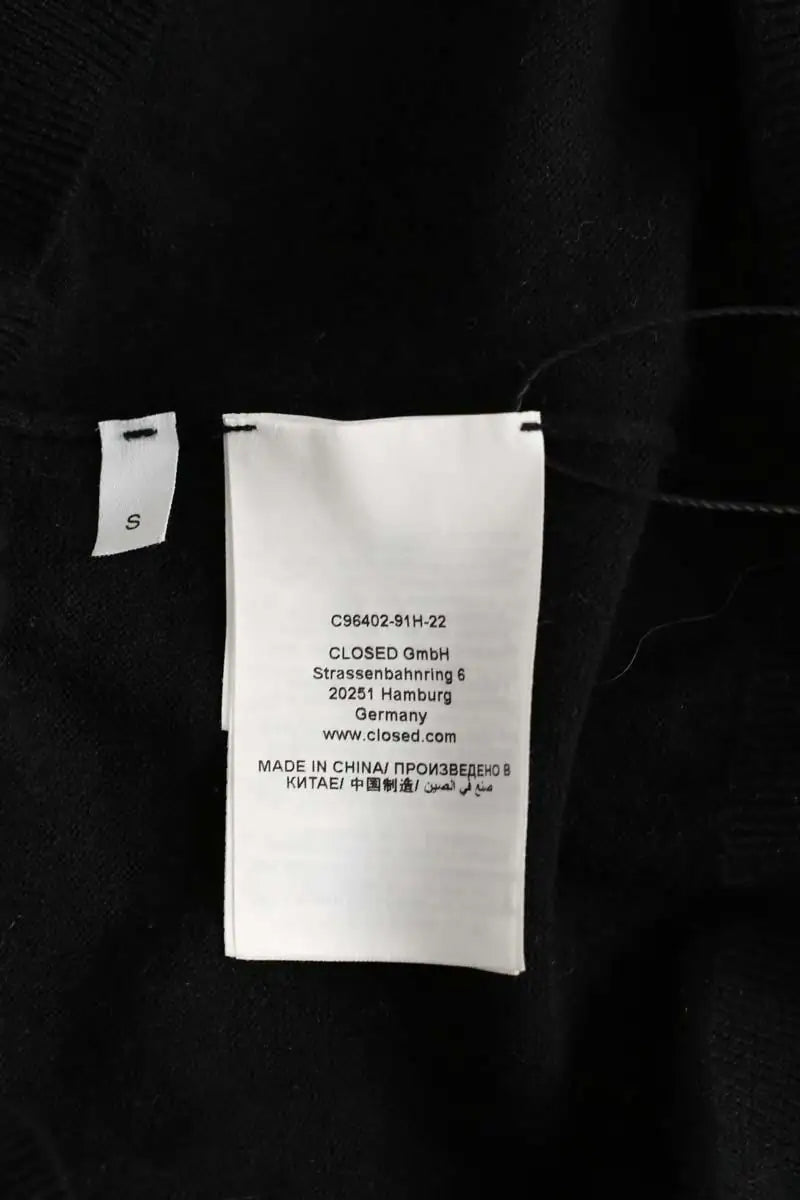 S
C96402-91H-22
CLOSED GmbH
Strassenbahnring 6
20251 Hamburg
Germany
www.closed.com
MADE IN CHINA/ ПРОИЗВЕДЕНО В
КИТАЕ/ 中国制造/ صنع في الصين